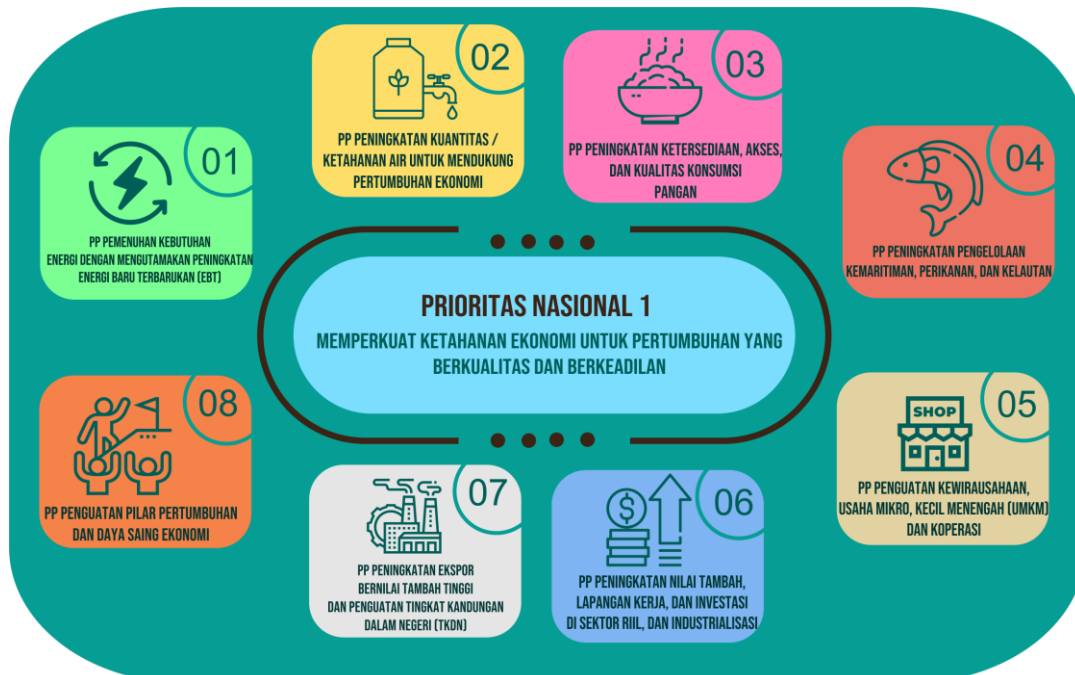 01
PP PEMENUHAN KEBUTUHAN
ENERGI DENGAN MENGUTAMAKAN PENINGKATAN
ENERGI BARU TERBARUKAN (EBT)
02
PP PENINGKATAN KUANTITAS /
KETAHANAN AIR UNTUK MENDUKUNG
PERTUMBUHAN EKONOMI
03
PP PENINGKATAN KETERSEDIAAN, AKSES,
DAN KUALITAS KONSUMSI
PANGAN
04
PP PENINGKATAN PENGELOLAAN
KEMARITIMAN, PERIKANAN, DAN KELAUTAN
PRIORITAS NASIONAL 1
MEMPERKUAT KETAHANAN EKONOMI UNTUK PERTUMBUHAN YANG
BERKUALITAS DAN BERKEADILAN
05
SHOP
PP PENGUATAN KEWIRAUSAHAAN,
USAHA MIKRO, KECIL MENENGAH (UMKM)
DAN KOPERASI
06
PP PENINGKATAN NILAI TAMBAH,
LAPANGAN KERJA, DAN INVESTASI
DI SEKTOR RIIL, DAN INDUSTRIALISASI
07
PP PENINGKATAN EKSPOR
BERNILAI TAMBAH TINGGI
DAN PENGUATAN TINGKAT KANDUNGAN
DALAM NEGERI (TKDN)
08
PP PENGUATAN PILAR PERTUMBUHAN
DAN DAYA SAING EKONOMI